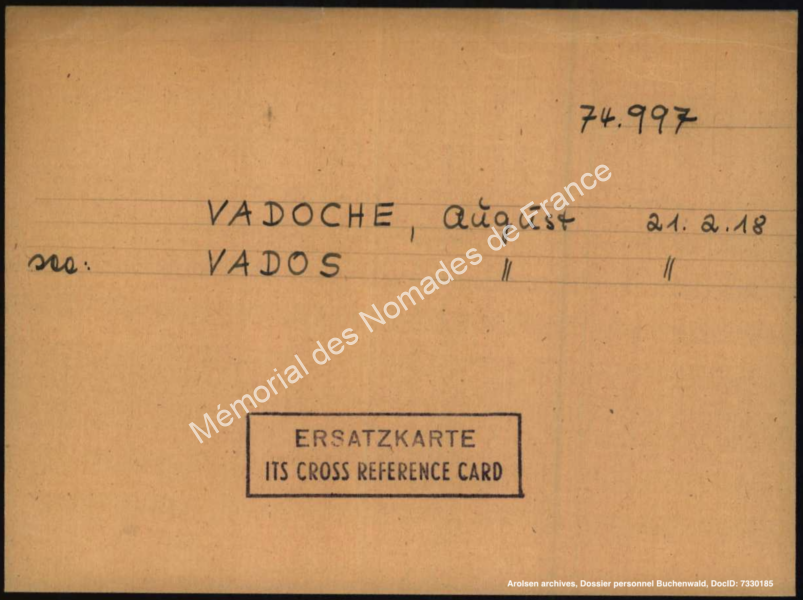 74.997
VADOCHE, August 21.2.18
see: VADOS " "
Mémorial des Nomades de France
ERSATZKARTE
ITS CROSS REFERENCE CARD
Arolsen archives, Dossier personnel Buchenwald, DocID: 7330185